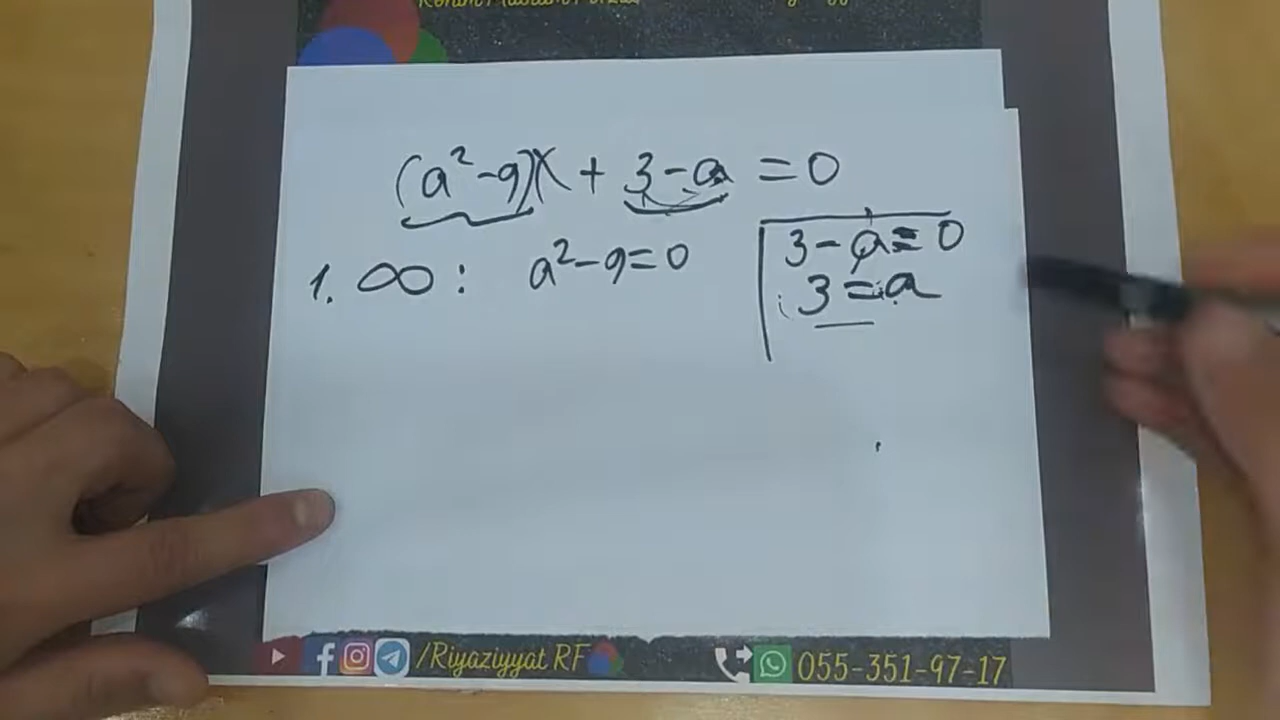 (a²-9)x + 3-a = 0
1. ∞ : a²-9=0
3-a=0
3=a
/Riyaziyyat RF
055-351-97-17